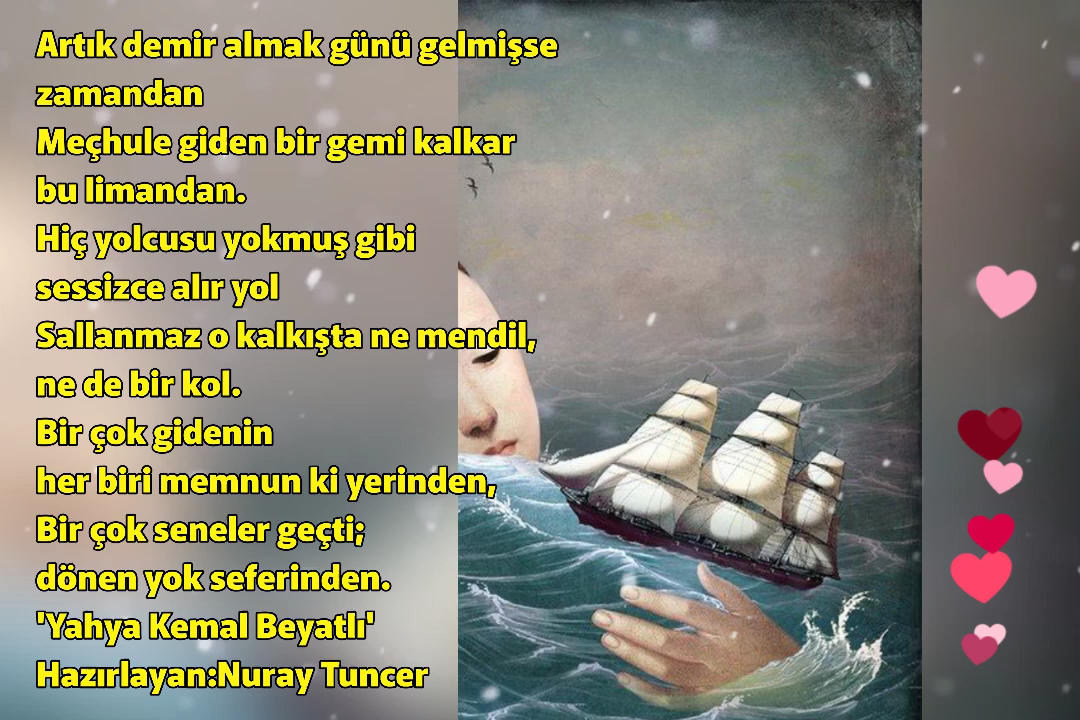 Artık demir almak günü gelmişse
zamandan
Meçhule giden bir gemi kalkar
bu limandan.
Hiç yolcusu yokmuş gibi
sessizce alır yol
Sallanmaz o kalkışta ne mendil,
ne de bir kol.
Bir çok gidenin
her biri memnun ki yerinden,
Bir çok seneler geçti;
dönen yok seferinden.
'Yahya Kemal Beyatlı'
Hazırlayan:Nuray Tuncer